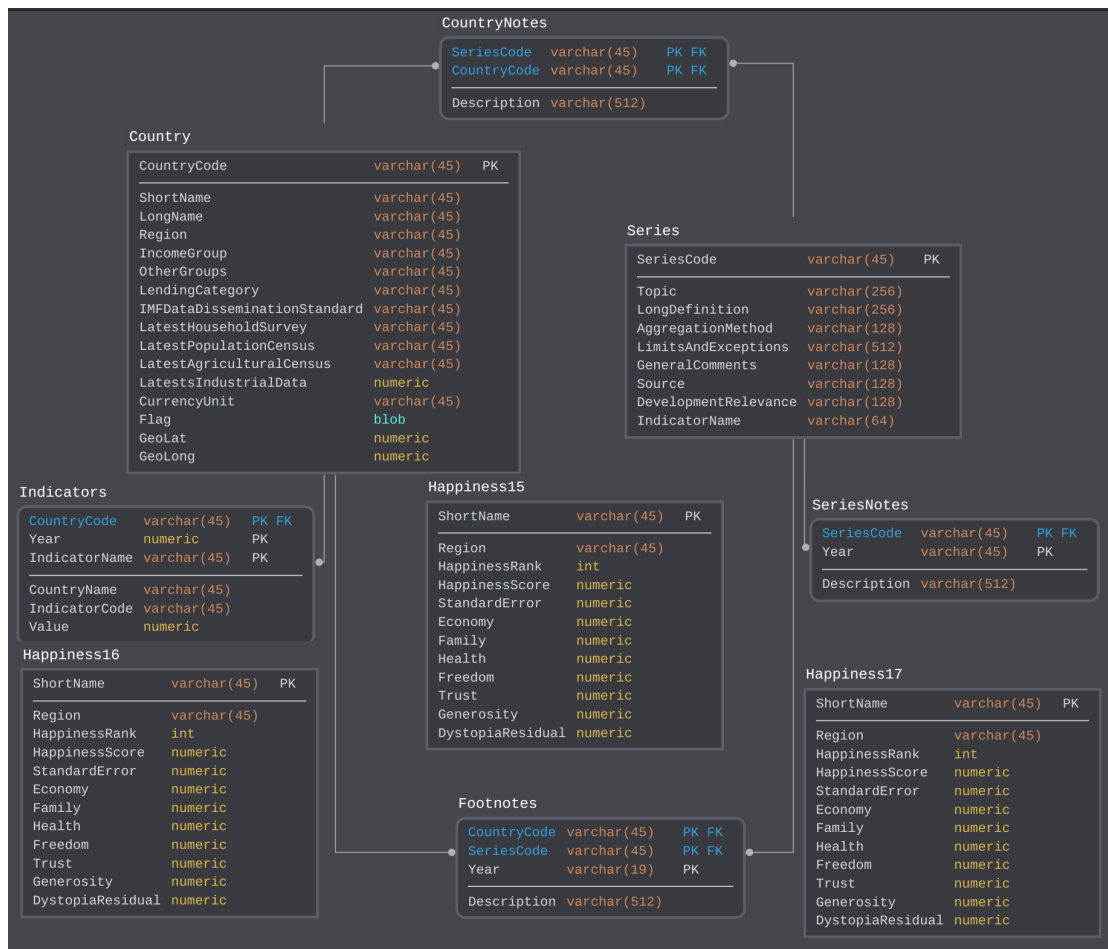 CountryNotes
SeriesCode varchar(45) PK FK
CountryCode varchar(45) PK FK
Description varchar(512)
Country
CountryCode varchar(45) PK
ShortName varchar(45)
LongName varchar(45)
Region varchar(45)
IncomeGroup varchar(45)
OtherGroups varchar(45)
LendingCategory varchar(45)
IMFDataDisseminationStandard varchar(45)
LatestHouseholdSurvey varchar(45)
LatestPopulationCensus varchar(45)
LatestAgriculturalCensus varchar(45)
LatestsIndustrialData numeric
CurrencyUnit varchar(45)
Flag blob
GeoLat numeric
GeoLong numeric
Series
SeriesCode varchar(45) PK
Topic varchar(256)
LongDefinition varchar(256)
AggregationMethod varchar(128)
LimitsAndExceptions varchar(512)
GeneralComments varchar(128)
Source varchar(128)
DevelopmentRelevance varchar(128)
IndicatorName varchar(64)
Indicators
CountryCode varchar(45) PK FK
Year numeric PK
IndicatorName varchar(45) PK
CountryName varchar(45)
IndicatorCode varchar(45)
Value numeric
Happiness15
ShortName varchar(45) PK
Region varchar(45)
HappinessRank int
HappinessScore numeric
StandardError numeric
Economy numeric
Family numeric
Health numeric
Freedom numeric
Trust numeric
Generosity numeric
DystopiaResidual numeric
SeriesNotes
SeriesCode varchar(45) PK FK
Year varchar(45) PK
Description varchar(512)
Happiness16
ShortName varchar(45) PK
Region varchar(45)
HappinessRank int
HappinessScore numeric
StandardError numeric
Economy numeric
Family numeric
Health numeric
Freedom numeric
Trust numeric
Generosity numeric
DystopiaResidual numeric
Footnotes
CountryCode varchar(45) PK FK
SeriesCode varchar(45) PK FK
Year varchar(19) PK
Description varchar(512)
Happiness17
ShortName varchar(45) PK
Region varchar(45)
HappinessRank int
HappinessScore numeric
StandardError numeric
Economy numeric
Family numeric
Health numeric
Freedom numeric
Trust numeric
Generosity numeric
DystopiaResidual numeric